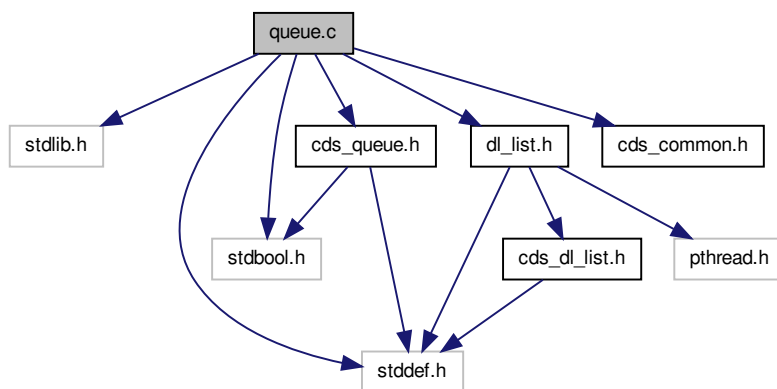 queue.c
stdlib.h
cds_queue.h
dl_list.h
cds_common.h
stdbool.h
cds_dl_list.h
pthread.h
stddef.h